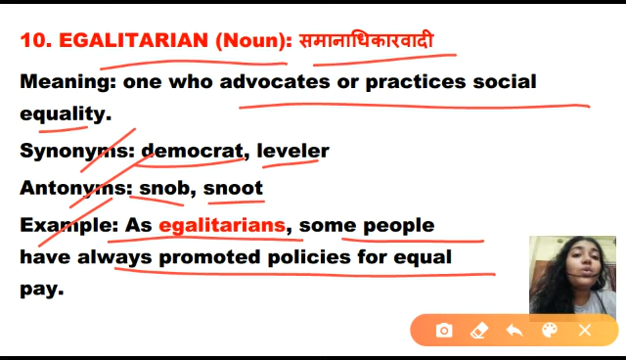 10. EGALITARIAN (Noun): समानाधिकारवादी
Meaning: one who advocates or practices social
equality.
Synonyms: democrat, leveler
Antonyms: snob, snoot
Example: As egalitarians, some people
have always promoted policies for equal
pay.